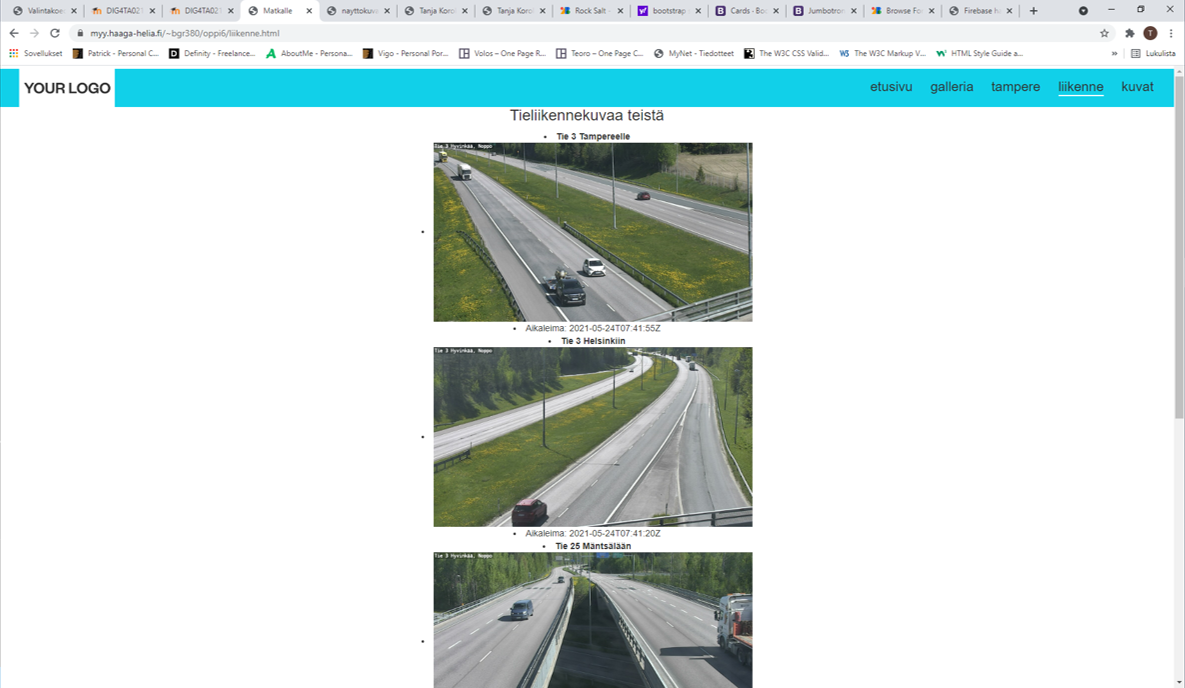 Valintakoe
DIG4TA021
DIG4TA021
Matkalle
nayttokuva
Tanja Koro
Tanja Koro
Rock Salt -
bootstrap
Cards · Boo
Jumbotron
Browse Fo
Firebase hu
myy.haaga-helia.fi/~bgr380/oppi6/liikenne.html
T
Sovellukset
Patrick - Personal C...
Definity - Freelance...
AboutMe - Persona...
Vigo - Personal Por...
Volos – One Page R...
Teoro – One Page C...
MyNet - Tiedotteet
The W3C CSS Valid...
The W3C Markup V...
HTML Style Guide a...
»
Lukulista
YOUR LOGO
etusivu galleria tampere liikenne kuvat
Tieliikennekuvaa teistä
• Tie 3 Tampereelle
Tie 3 Hyvinkää, Noppo
• Aikaleima: 2021-05-24T07:41:55Z
• Tie 3 Helsinkiin
Tie 3 Hyvinkää, Noppo
• Aikaleima: 2021-05-24T07:41:20Z
• Tie 25 Mäntsälään
Tie 3 Hyvinkää, Noppo